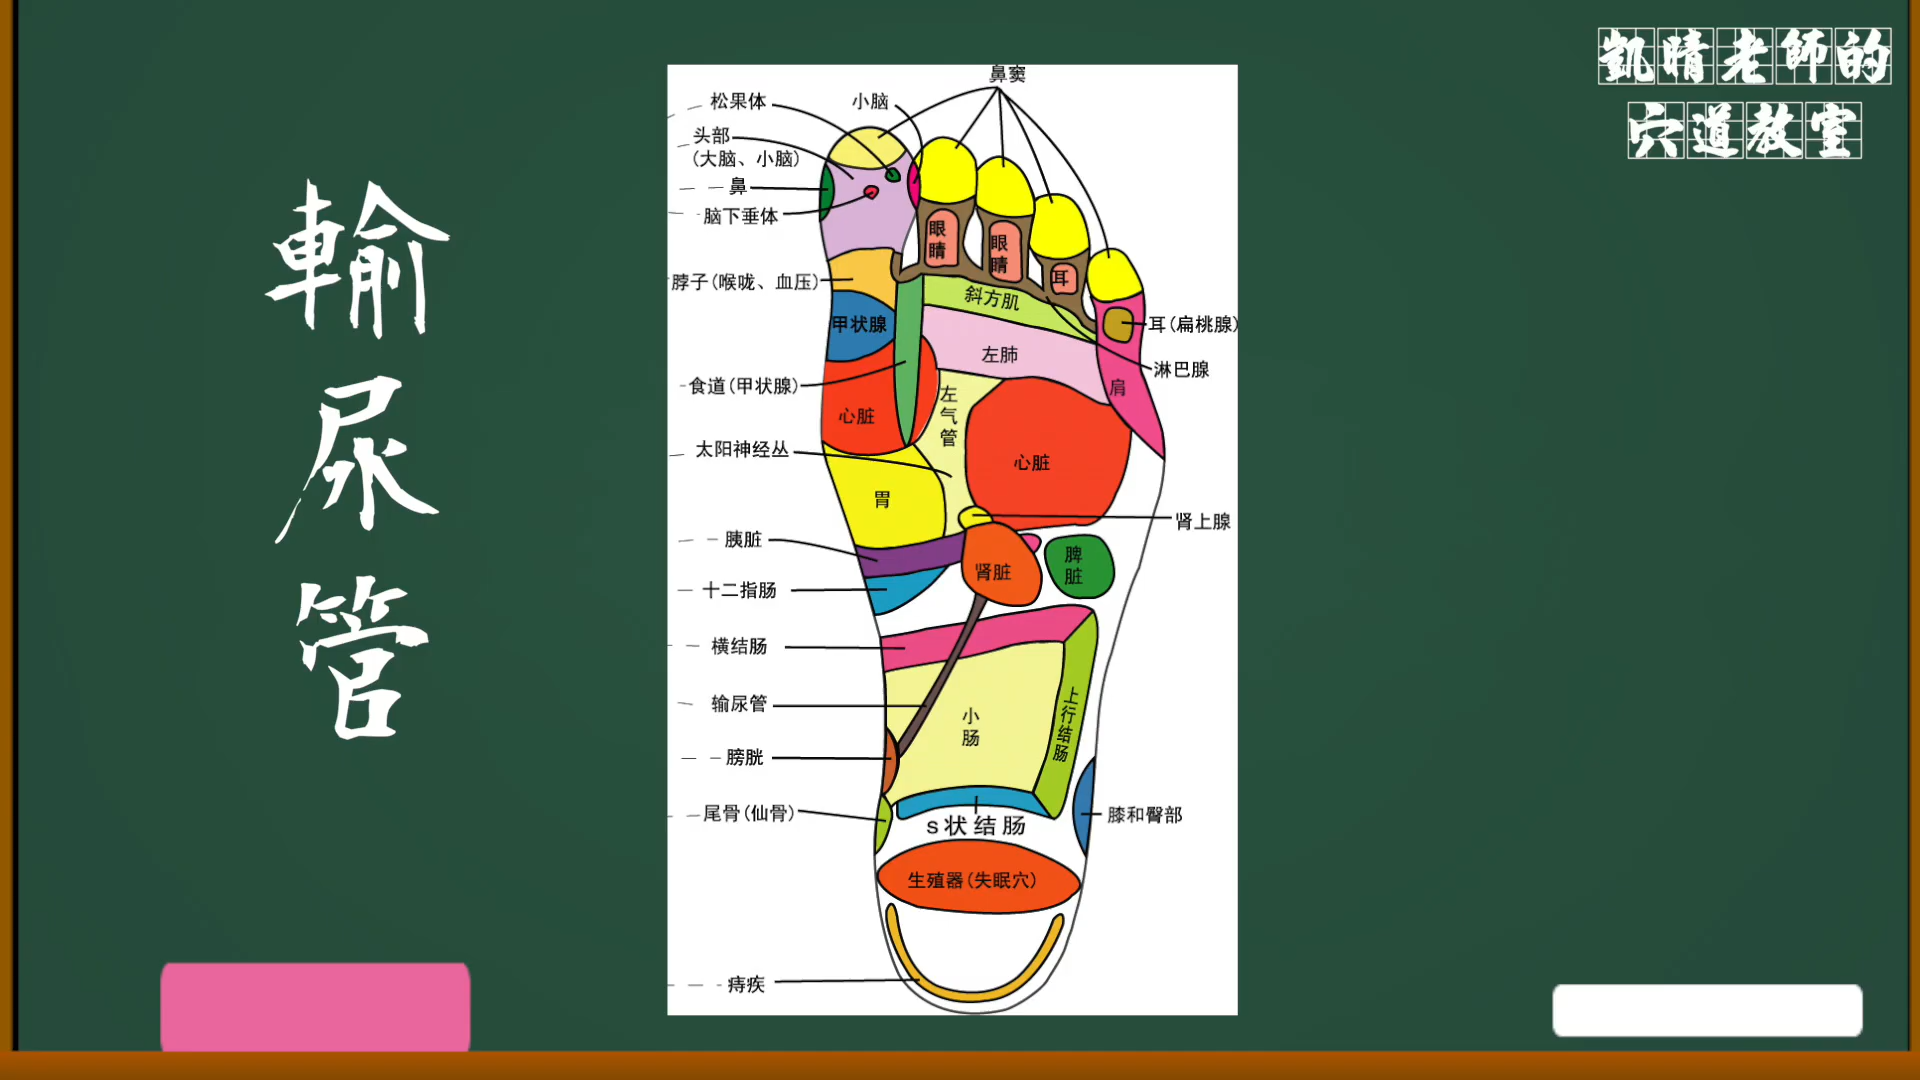 凱晴老師的
穴道教室
輸尿管
鼻窦
松果体
小脑
头部
(大脑、小脑)
鼻
脑下垂体
眼睛
眼睛
耳
脖子(喉咙、血压)
斜方肌
甲状腺
耳(扁桃腺)
左肺
淋巴腺
食道(甲状腺)
肩
左气管
心脏
太阳神经丛
心脏
胃
肾上腺
胰脏
脾脏
肾脏
十二指肠
横结肠
输尿管
小肠
上行结肠
膀胱
尾骨(仙骨)
膝和臀部
s状结肠
生殖器(失眠穴)
痔疾